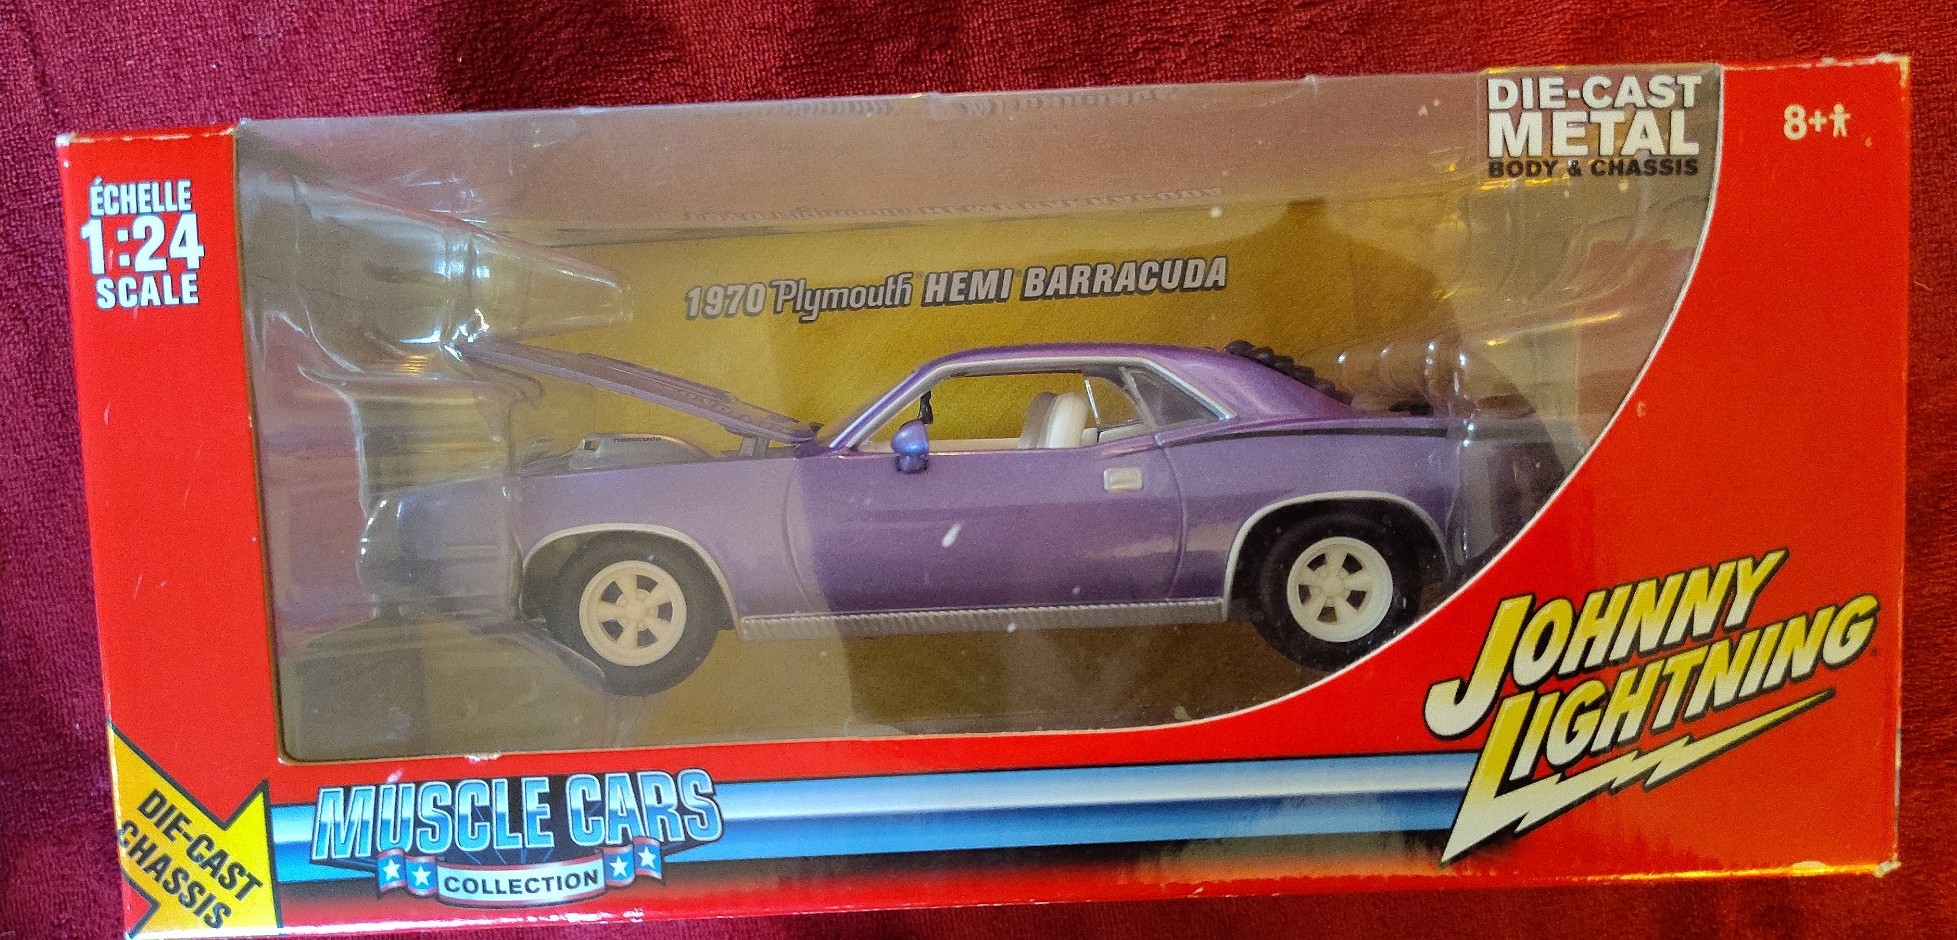 DIE-CAST
METAL
BODY & CHASSIS
8+
ÉCHELLE
1:24
SCALE
1970 Plymouth HEMI BARRACUDA
hemicuda
JOHNNY
LIGHTNING
MUSCLE CARS
COLLECTION
DIE-CAST
CHASSIS